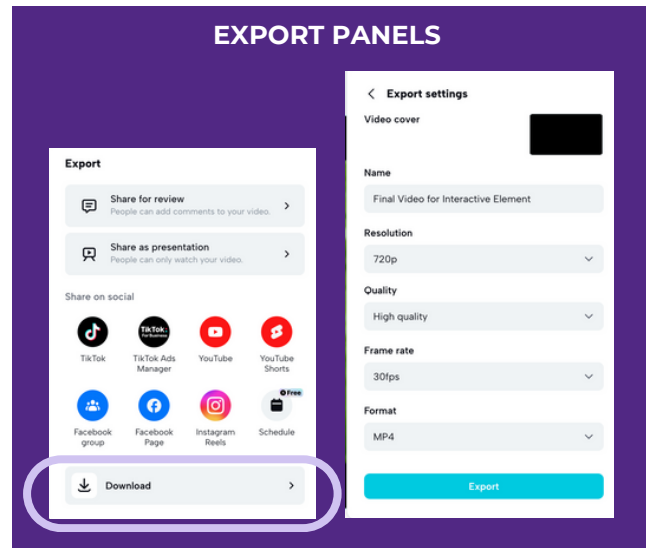 EXPORT PANELS
Export
Share for review
People can add comments to your video.
Share as presentation
People can only watch your video.
Share on social
TikTok:
For Business
TikTok
TikTok Ads
Manager
YouTube
YouTube
Shorts
Free
Facebook
group
Facebook
Page
Instagram
Reels
Schedule
Download
Export settings
Video cover
Name
Final Video for Interactive Element
Resolution
720p
Quality
High quality
Frame rate
30fps
Format
MP4
Export